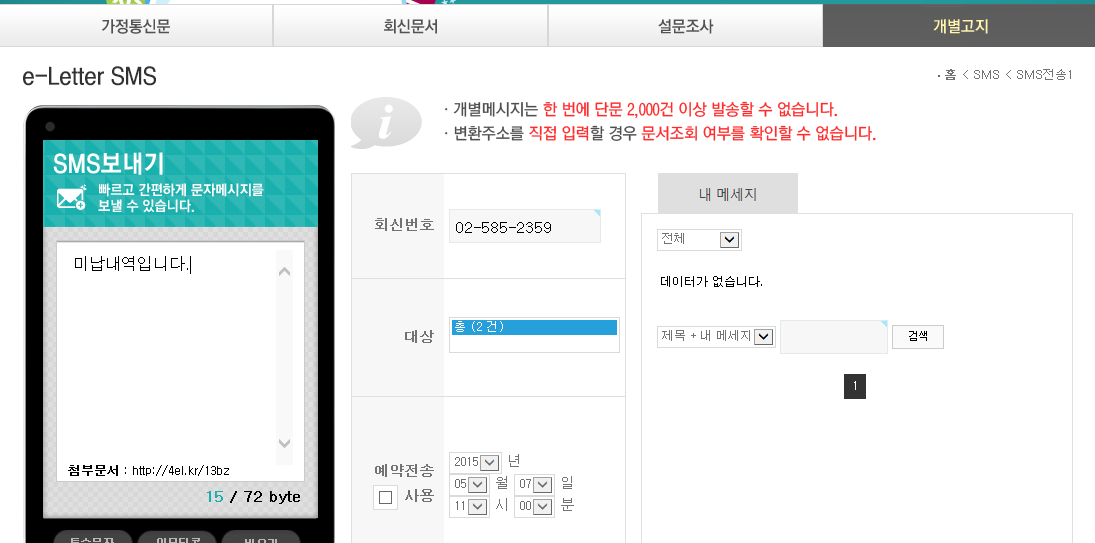 가정통신문
회신문서
설문조사
개별고지
e-Letter SMS
· 홈 < SMS < SMS전송1
SMS보내기
빠르고 간편하게 문자메시지를
보낼 수 있습니다.
미납내역입니다.
첨부문서 : http://4el.kr/13bz
15 / 72 byte
특수문자
이모티콘
· 개별메시지는 한 번에 단문 2,000건 이상 발송할 수 없습니다.
· 변환주소를 직접 입력할 경우 문서조회 여부를 확인할 수 없습니다.
회신번호
02-585-2359
대상
총 (2건)
예약전송
사용
2015 년
05 월 07 일
11 시 00 분
내 메세지
전체
데이터가 없습니다.
제목 + 내 메세지
검색
1